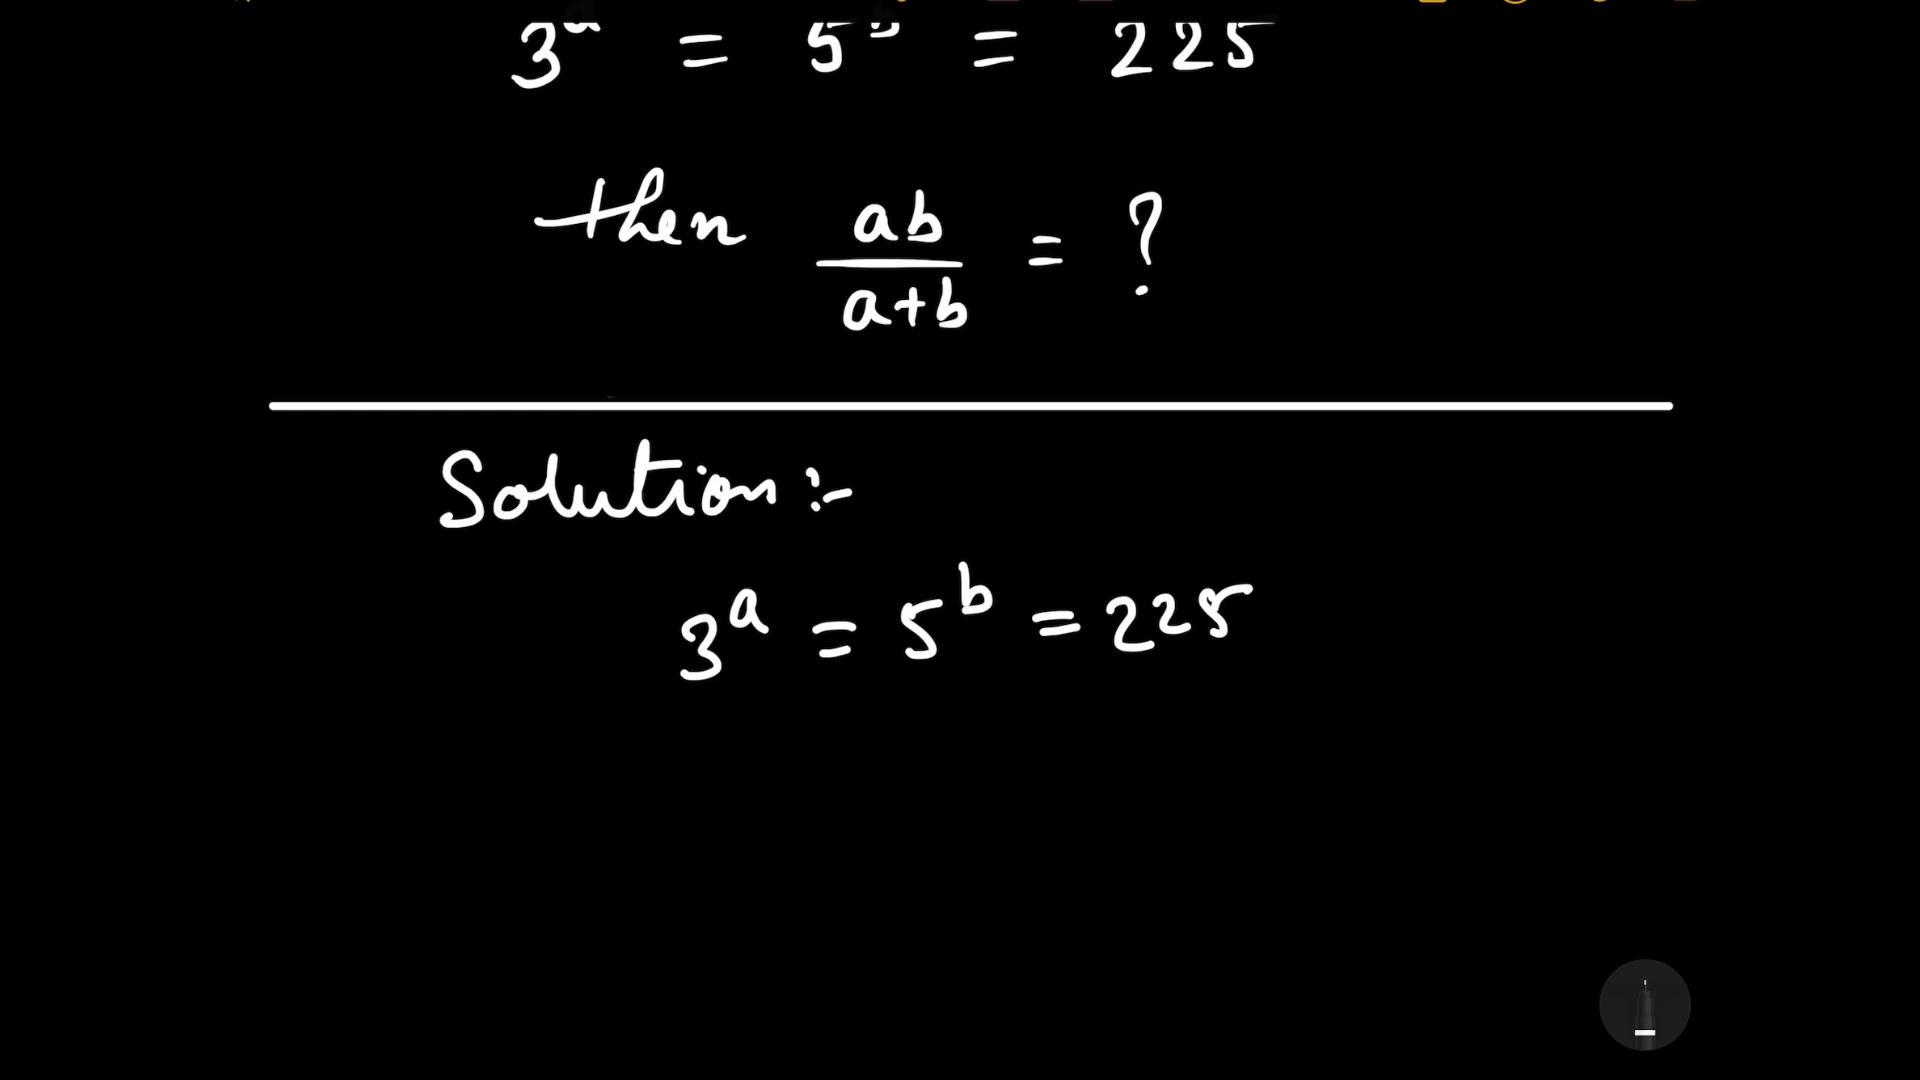 3^a = 5^b = 225
then ab/a+b = ?
Solution :-
3^a = 5^b = 225